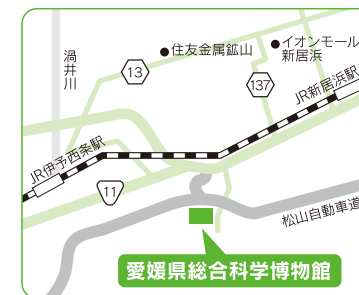 渦井川
住友金属鉱山
イオンモール
新居浜
13
137
JR新居浜駅
JR伊予西条駅
11
松山自動車道
愛媛県総合科学博物館